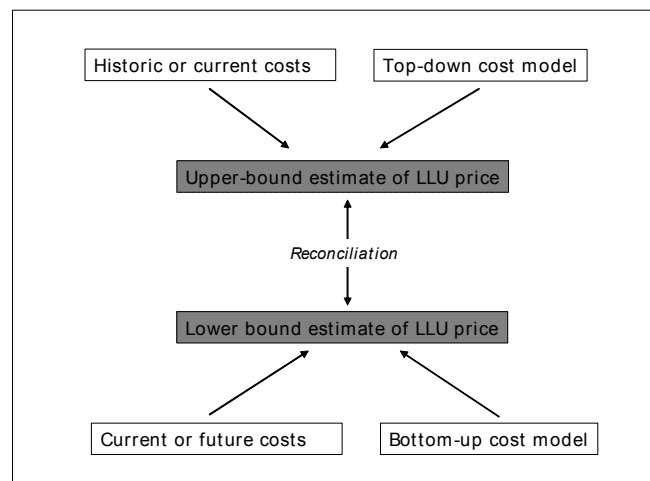 Historic or current costs
Top-down cost model
Upper-bound estimate of LLU price
Reconciliation
Lower bound estimate of LLU price
Current or future costs
Bottom-up cost model